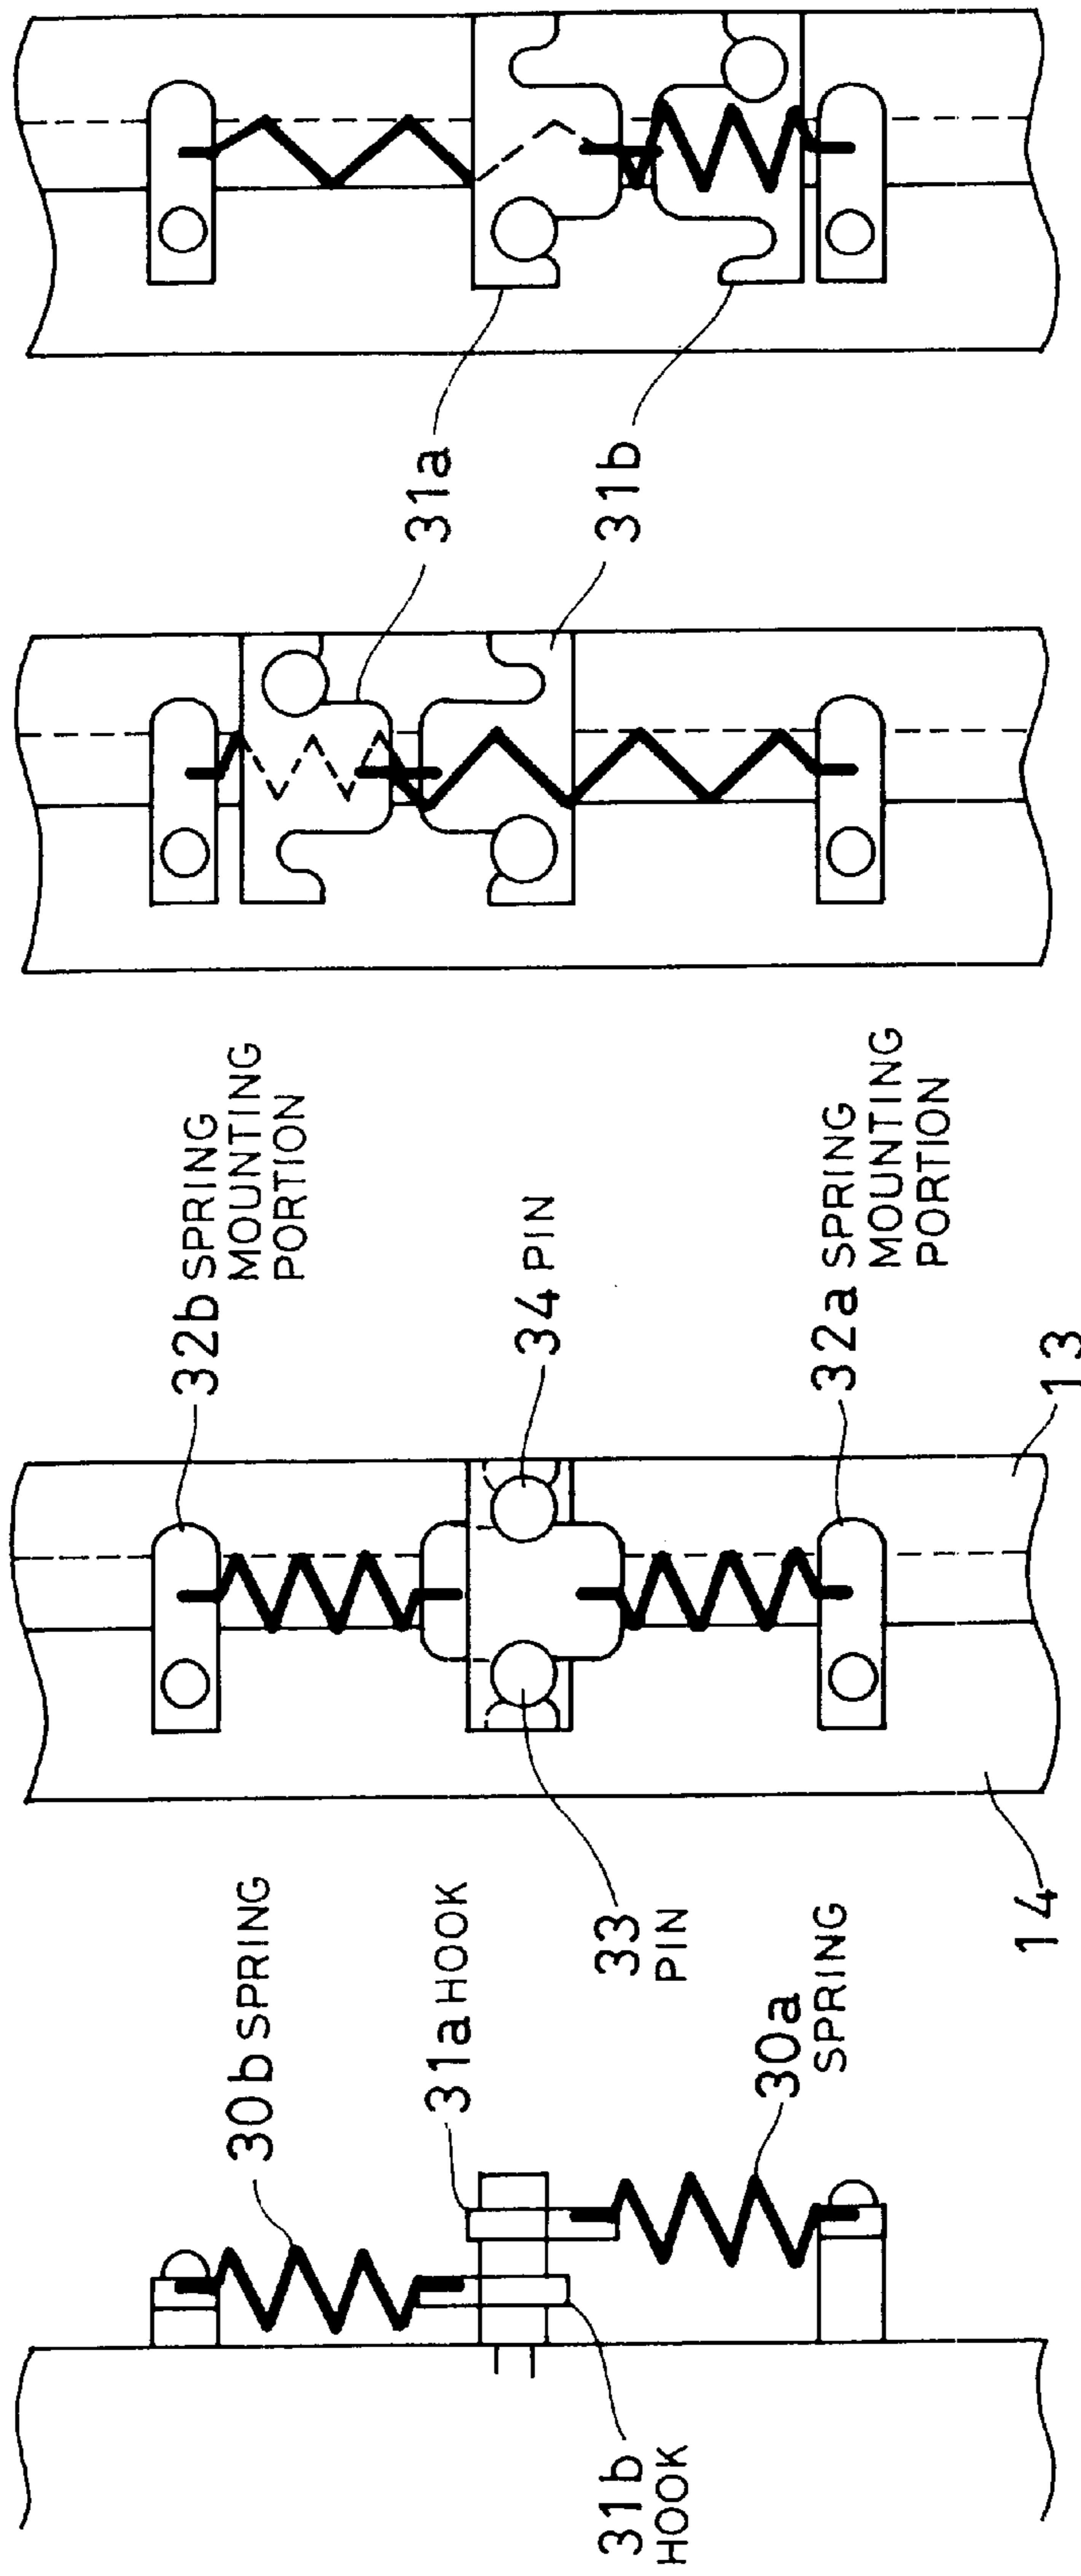 31a
31b
32b SPRING
MOUNTING
PORTION
34 PIN
32a SPRING
MOUNTING
PORTION
13
14
33
PIN
30b SPRING
31a HOOK
30a
SPRING
31b
HOOK